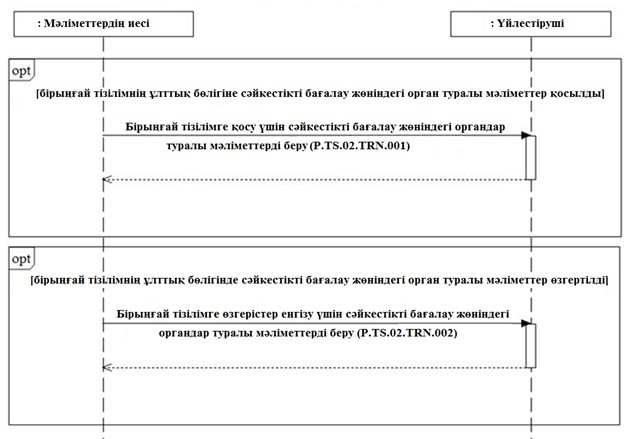 : Мәліметтердің иесі
: Үйлестіруші
opt
[бірыңғай тізілімнің ұлттық бөлігіне сәйкестікті бағалау жөніндегі орган туралы мәліметтер қосылды]
Бірыңғай тізілімге қосу үшін сәйкестікті бағалау жөніндегі органдар
туралы мәліметтерді беру (P.TS.02.TRN.001)
opt
[бірыңғай тізілімнің ұлттық бөлігінде сәйкестікті бағалау жөніндегі орган туралы мәліметтер өзгертілді]
Бірыңғай тізілімге өзгерістер енгізу үшін сәйкестікті бағалау жөніндегі
органдар туралы мәліметтерді беру (P.TS.02.TRN.002)